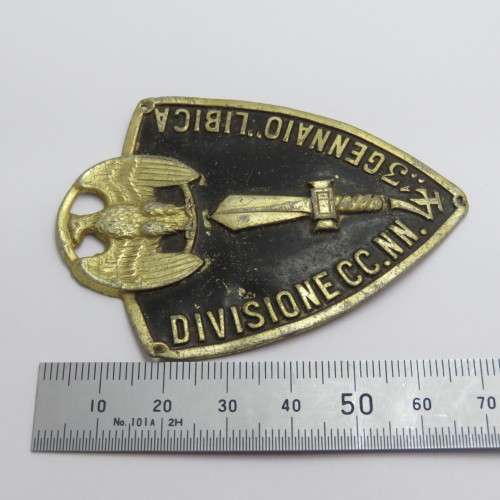 DIVISIONE CC.NN.
"3 GENNAIO" LIBICA
10 20 30 40 50 60 70
No. 101A 2H